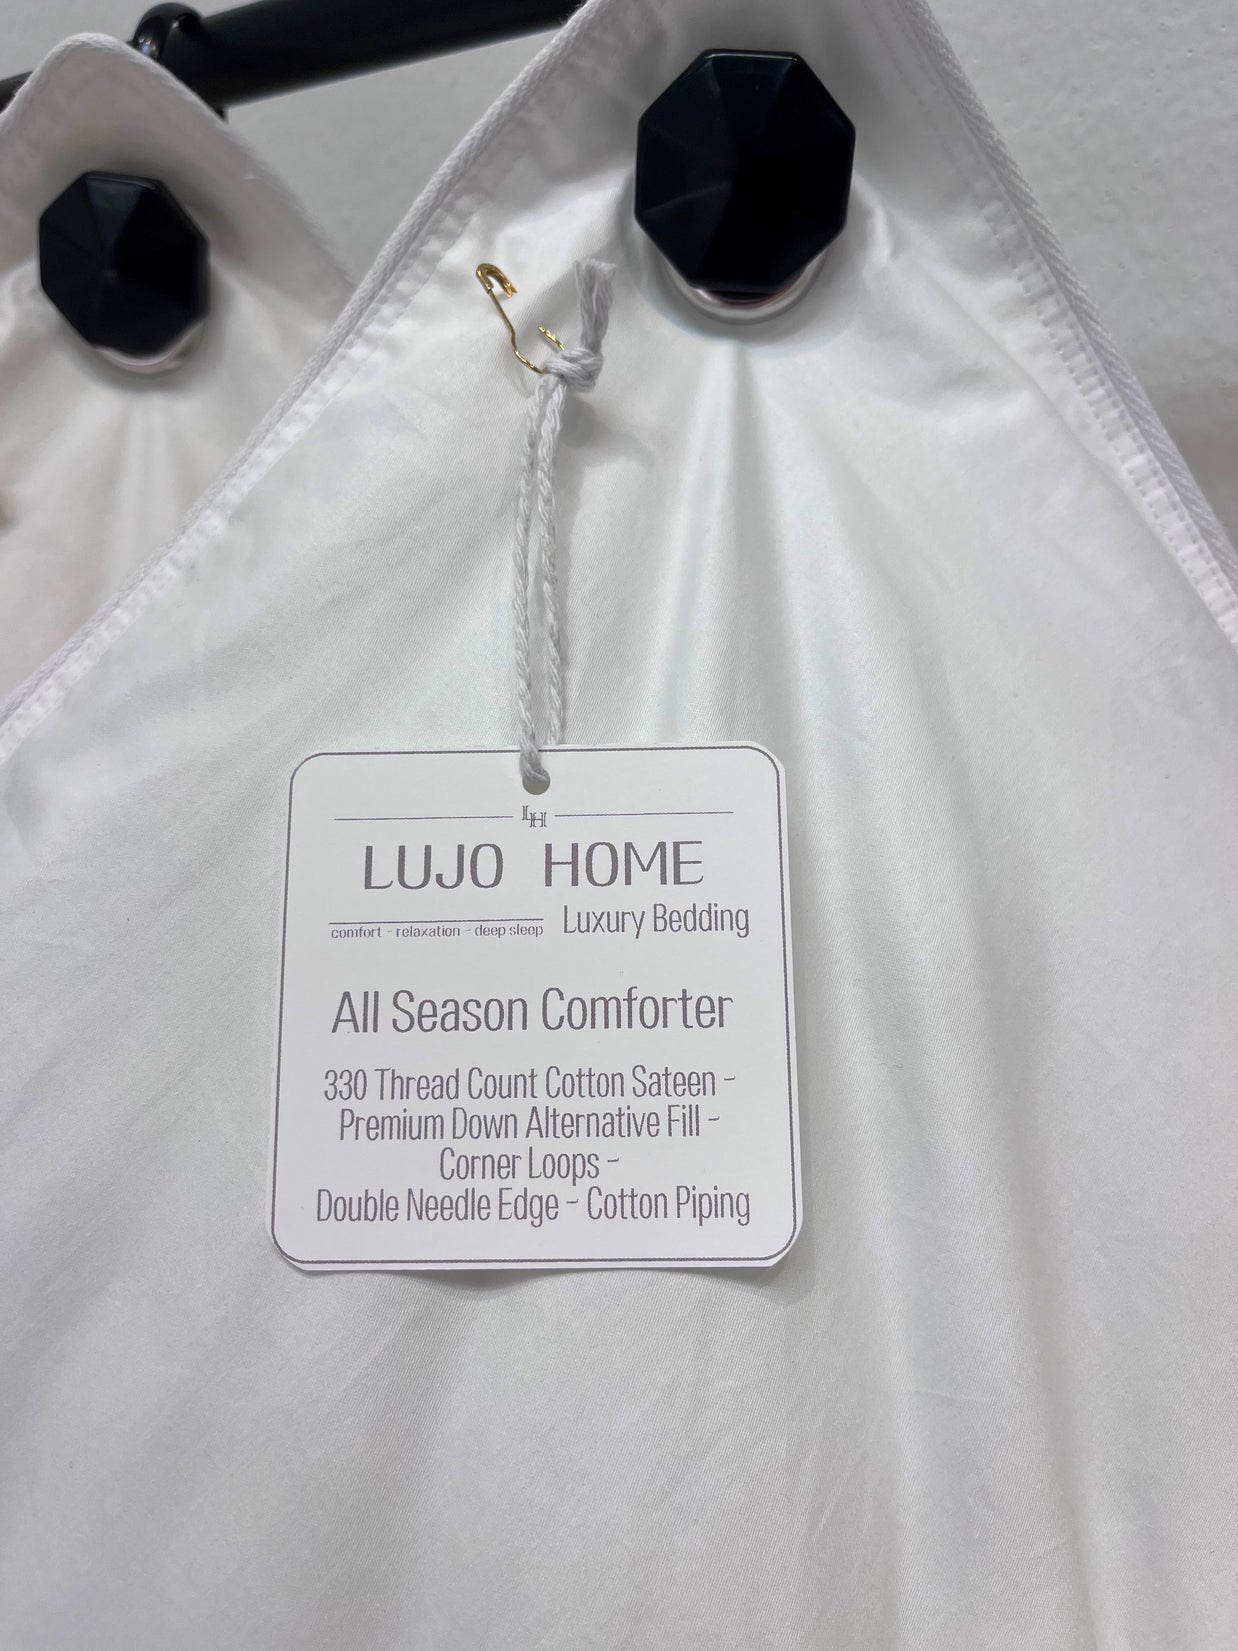 LH
LUJO HOME
comfort - relaxation - deep sleep Luxury Bedding
All Season Comforter
330 Thread Count Cotton Sateen -
Premium Down Alternative Fill -
Corner Loops -
Double Needle Edge - Cotton Piping